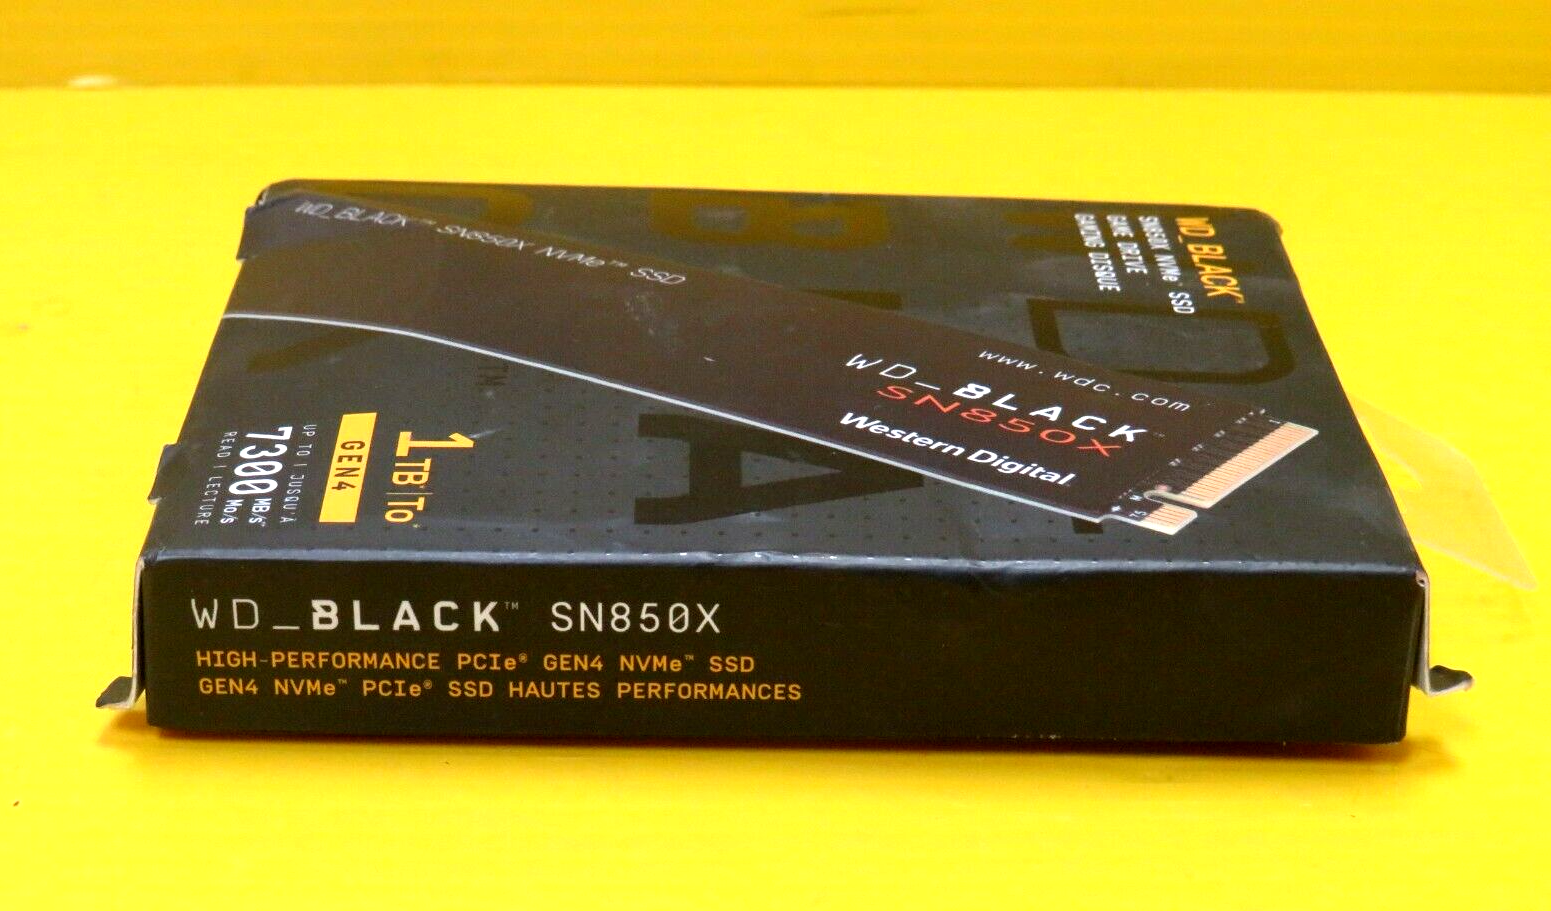 WD_BLACK™ SN850X NVMe™ SSD
WD_BLACK™
SN850X NVMe™ SSD
GAME DRIVE
GAMING DISQUE
www.wdc.com
WD_BLACK™
SN850X
Western Digital
1TB|To*
GEN4
UP TO | JUSQU'A
7300 MB/s* Mo/s
READ | LECTURE
WD_BLACK™ SN850X
HIGH-PERFORMANCE PCIe® GEN4 NVMe™ SSD
GEN4 NVMe™ PCIe® SSD HAUTES PERFORMANCES